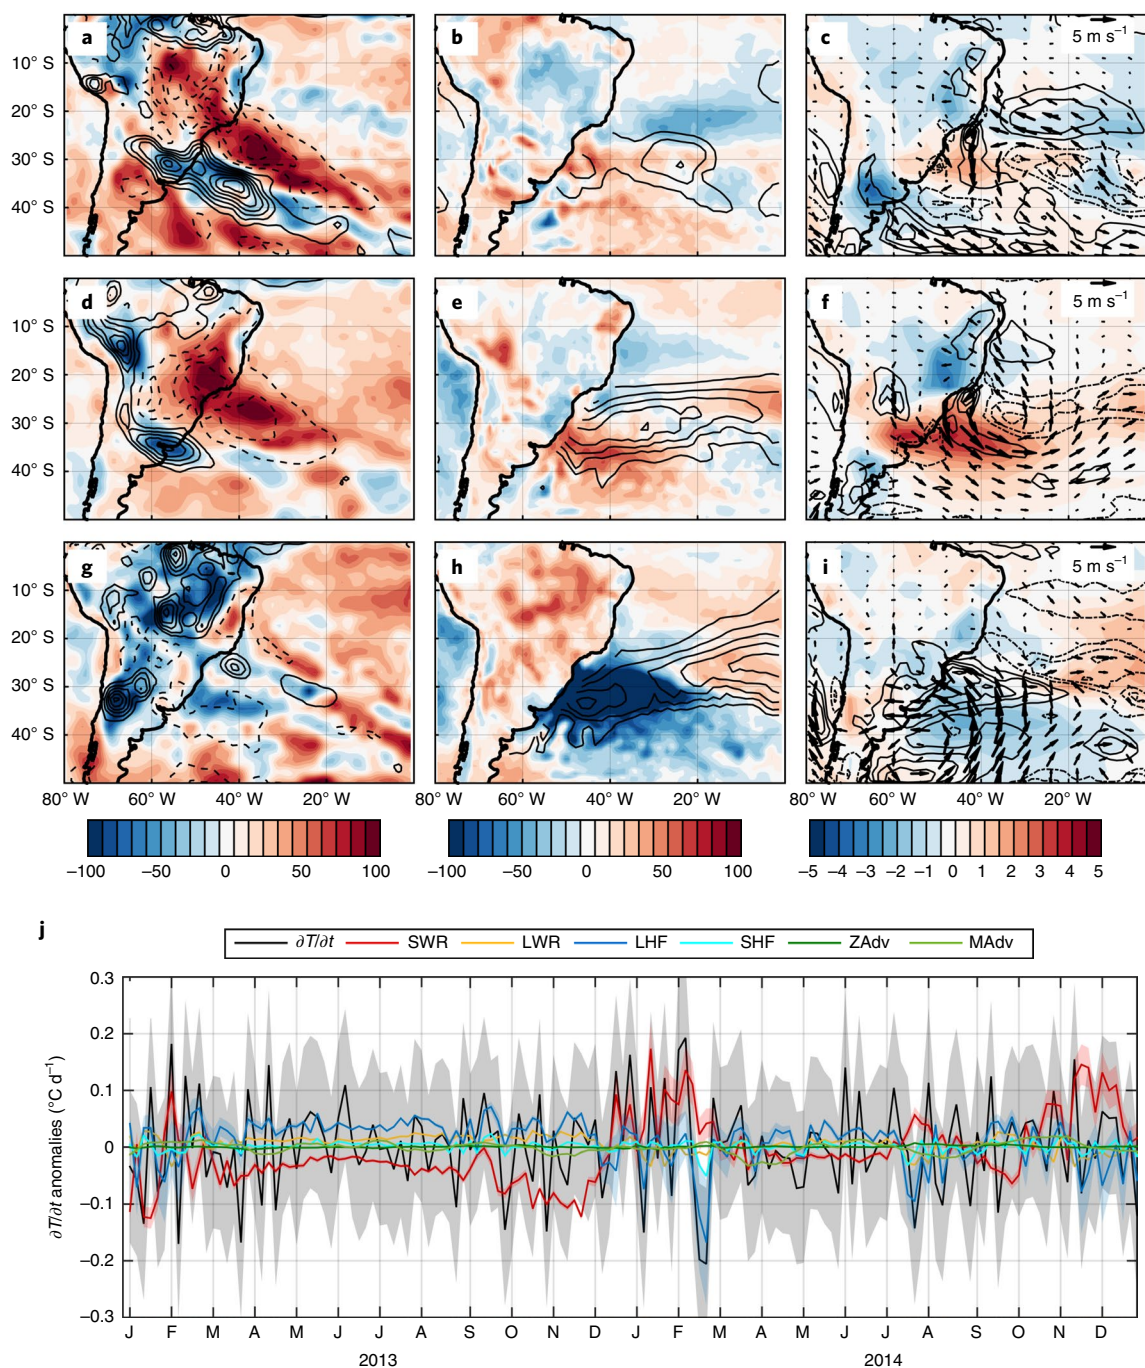 a b c 5 m s⁻¹
10° S
20° S
30° S
40° S
d e f 5 m s⁻¹
10° S
20° S
30° S
40° S
g h i 5 m s⁻¹
10° S
20° S
30° S
40° S
80° W 60° W 40° W 20° W 80° W 60° W 40° W 20° W 80° W 60° W 40° W 20° W
−100 −50 0 50 100 −100 −50 0 50 100 −5 −4 −3 −2 −1 0 1 2 3 4 5
j
∂T/∂t SWR LWR LHF SHF ZAdv MAdv
∂T/∂t anomalies (°C d⁻¹)
0.3
0.2
0.1
0
−0.1
−0.2
−0.3
J F M A M J J A S O N D J F M A M J J A S O N D
2013 2014